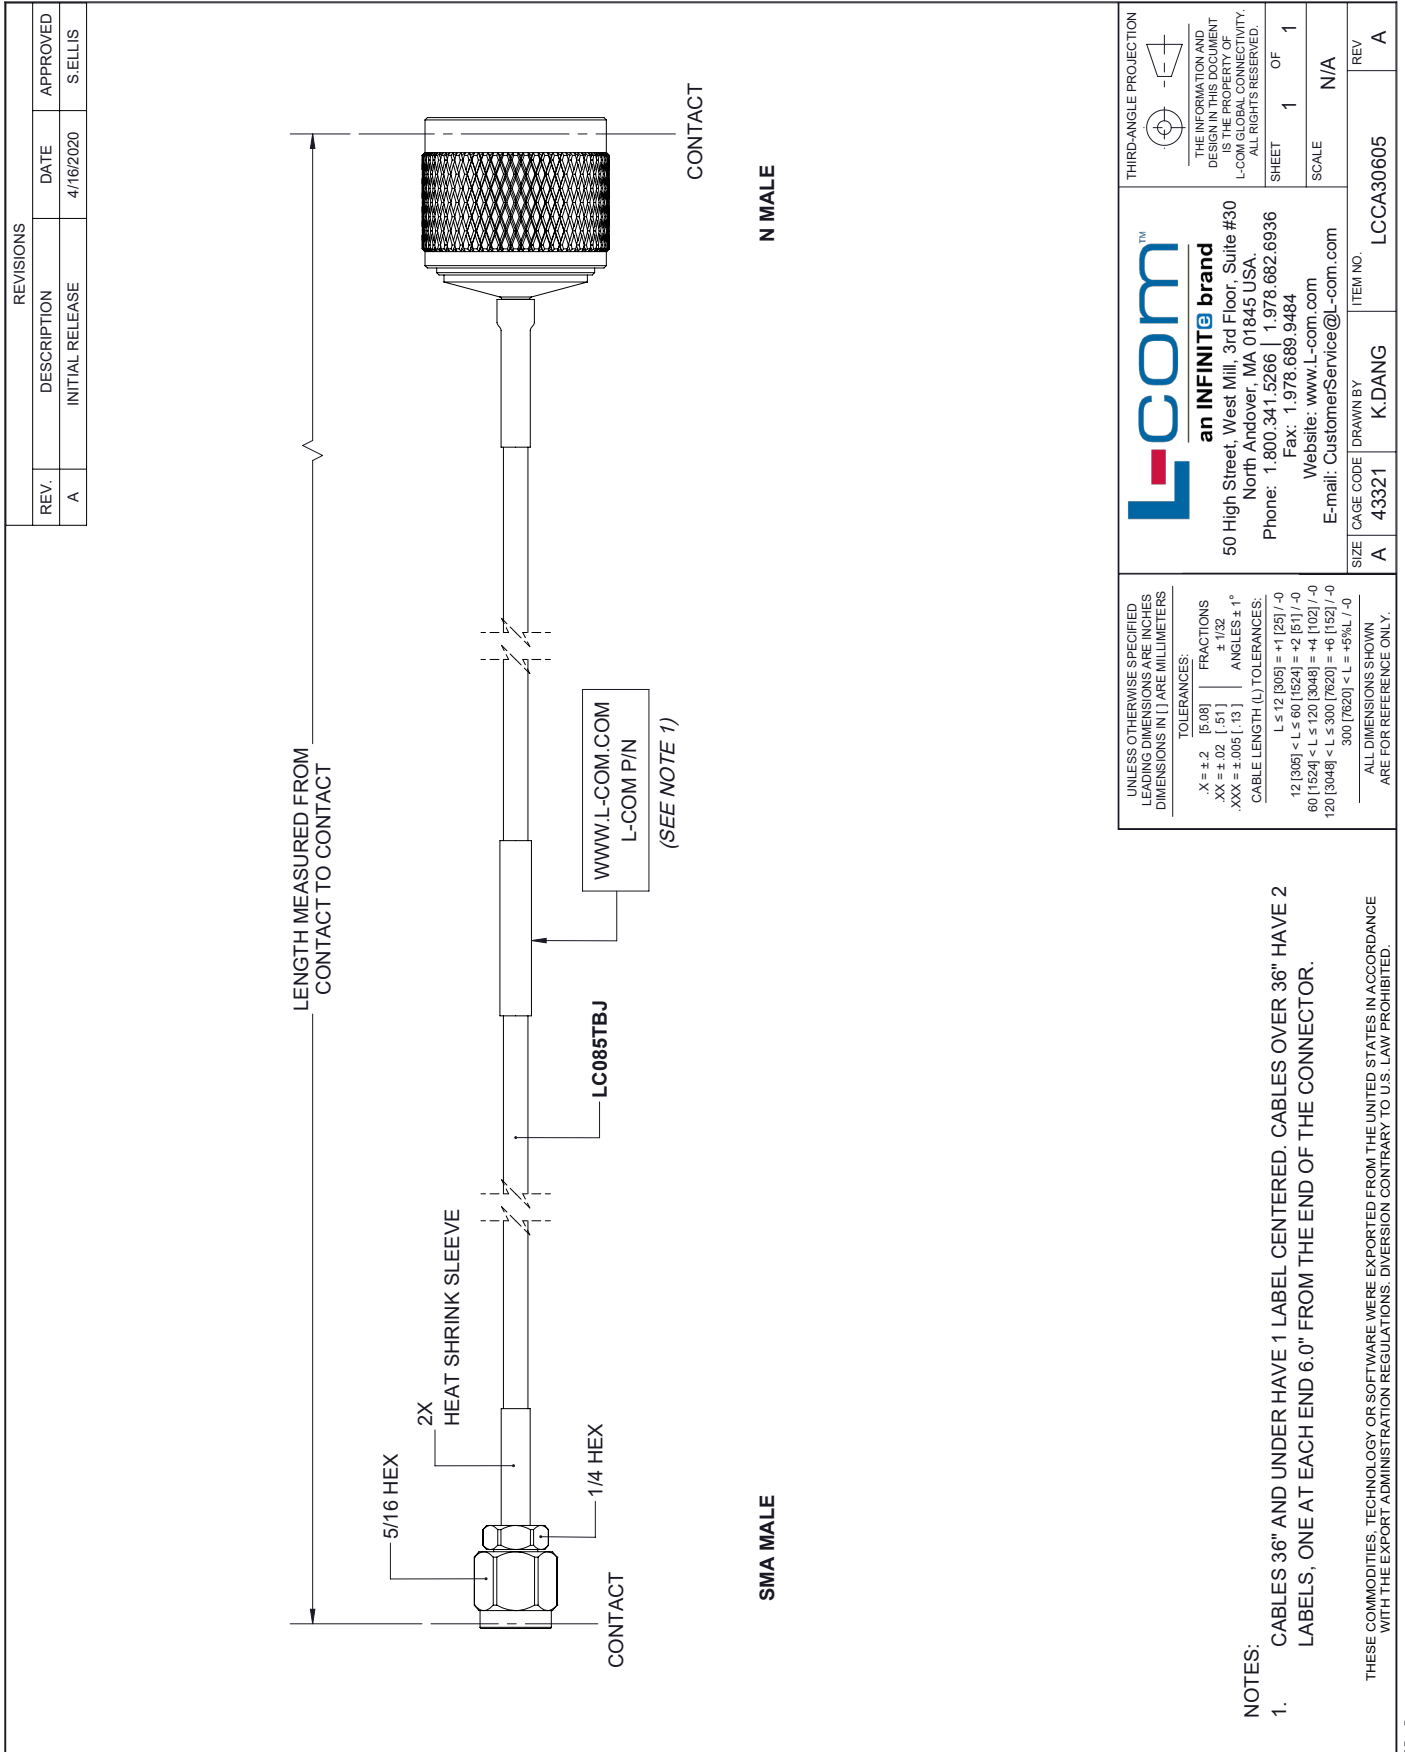 REVISIONS
REV. DESCRIPTION DATE APPROVED
A INITIAL RELEASE 4/16/2020 S.ELLIS
LENGTH MEASURED FROM
CONTACT TO CONTACT
5/16 HEX
2X
HEAT SHRINK SLEEVE
1/4 HEX
CONTACT
LC085TBJ
WWW.L-COM.COM
L-COM P/N
(SEE NOTE 1)
CONTACT
SMA MALE
N MALE
NOTES:
1. CABLES 36" AND UNDER HAVE 1 LABEL CENTERED. CABLES OVER 36" HAVE 2
LABELS, ONE AT EACH END 6.0" FROM THE END OF THE CONNECTOR.
THESE COMMODITIES, TECHNOLOGY OR SOFTWARE WERE EXPORTED FROM THE UNITED STATES IN ACCORDANCE
WITH THE EXPORT ADMINISTRATION REGULATIONS. DIVERSION CONTRARY TO U.S. LAW PROHIBITED.
UNLESS OTHERWISE SPECIFIED
LEADING DIMENSIONS ARE INCHES
DIMENSIONS IN [ ] ARE MILLIMETERS
TOLERANCES:
.X = ± .2 [5.08] FRACTIONS
.XX = ± .02 [ .51 ] ± 1/32
.XXX = ± .005 [ .13 ] ANGLES ± 1°
CABLE LENGTH (L) TOLERANCES:
L ≤ 12 [305] = +1 [25] / -0
12 [305] < L ≤ 60 [1524] = +2 [51] / -0
60 [1524] < L ≤ 120 [3048] = +4 [102] / -0
120 [3048] < L ≤ 300 [7620] = +6 [152] / -0
300 [7620] < L = +5%L / -0
ALL DIMENSIONS SHOWN
ARE FOR REFERENCE ONLY.
L-com™
an INFINITe brand
50 High Street, West Mill, 3rd Floor, Suite #30
North Andover, MA 01845 USA.
Phone: 1.800.341.5266 | 1.978.682.6936
Fax: 1.978.689.9484
Website: www.L-com.com
E-mail: CustomerService@L-com.com
THIRD-ANGLE PROJECTION
THE INFORMATION AND
DESIGN IN THIS DOCUMENT
IS THE PROPERTY OF
L-COM GLOBAL CONNECTIVITY.
ALL RIGHTS RESERVED.
SHEET 1 OF 1
SCALE N/A
SIZE CAGE CODE DRAWN BY ITEM NO. REV
A 43321 K.DANG LCCA30605 A